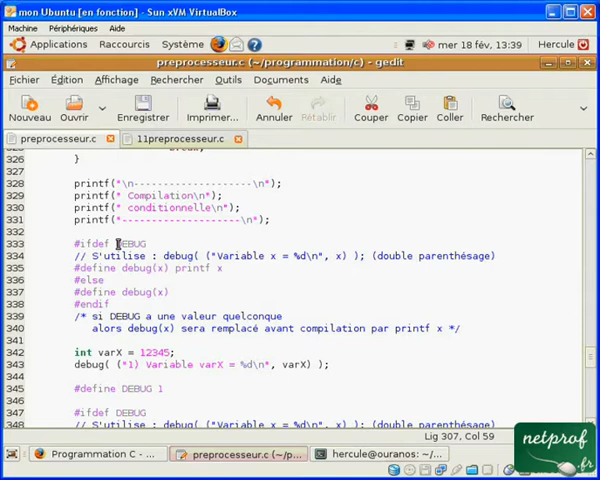 mon Ubuntu [en fonction] - Sun xVM VirtualBox
Machine Périphériques Aide
Applications Raccourcis Système mer 18 fév, 13:39 Hercule
preprocesseur.c (~/programmation/c) - gedit
Fichier Édition Affichage Rechercher Outils Documents Aide
Nouveau Ouvrir Enregistrer Imprimer... Annuler Rétablir Couper Copier Coller Rechercher
preprocesseur.c 11preprocesseur.c
326 }
328 printf("\n--------------------\n");
329 printf(" Compilation\n");
330 printf(" conditionnelle\n");
331 printf("--------------------\n");
332
333 #ifdef DEBUG
334 // S'utilise : debug( ("Variable x = %d\n", x) ); (double parenthésage)
335 #define debug(x) printf x
336 #else
337 #define debug(x)
338 #endif
339 /* si DEBUG a une valeur quelconque
340 alors debug(x) sera remplacé avant compilation par printf x */
342 int varX = 12345;
343 debug( ("1) Variable varX = %d\n", varX) );
345 #define DEBUG 1
347 #ifdef DEBUG
348 // S'utilise : debug( ("Variable x = %d\n", x) ); (double parenthésage)
Lig 307, Col 59
Programmation C - ... preprocesseur.c (~/p... hercule@ouranos: ~/...
netprof
.fr